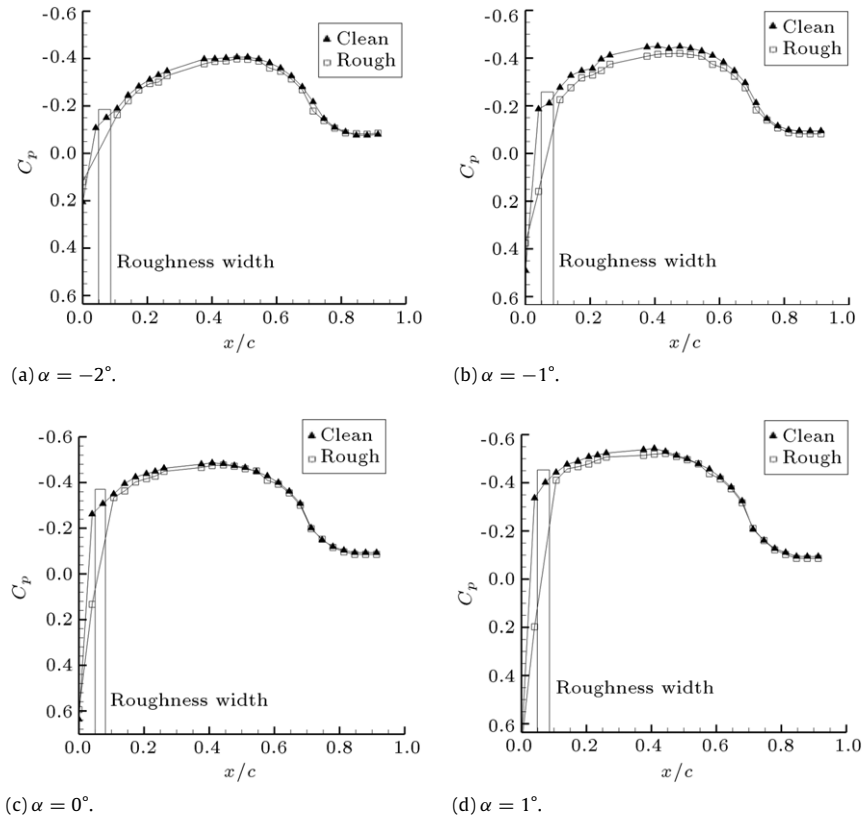 -0.6
-0.4
-0.2
0.0
0.2
0.4
0.6
C_p
Clean
Rough
Roughness width
0.0 0.2 0.4 0.6 0.8 1.0
x/c
(a) α = −2°.
-0.6
-0.4
-0.2
0.0
0.2
0.4
0.6
C_p
Clean
Rough
Roughness width
0.0 0.2 0.4 0.6 0.8 1.0
x/c
(b) α = −1°.
-0.6
-0.4
-0.2
0.0
0.2
0.4
0.6
C_p
Clean
Rough
Roughness width
0.0 0.2 0.4 0.6 0.8 1.0
x/c
(c) α = 0°.
-0.6
-0.4
-0.2
0.0
0.2
0.4
0.6
C_p
Clean
Rough
Roughness width
0.0 0.2 0.4 0.6 0.8 1.0
x/c
(d) α = 1°.